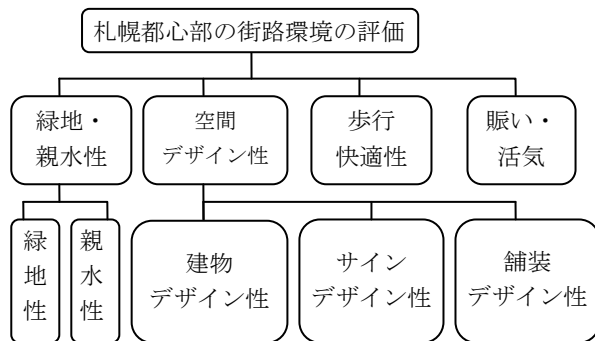 札幌都心部の街路環境の評価
緑地・
親水性
空間
デザイン性
歩行
快適性
賑い・
活気
緑地性
親水性
建物
デザイン性
サイン
デザイン性
舗装
デザイン性